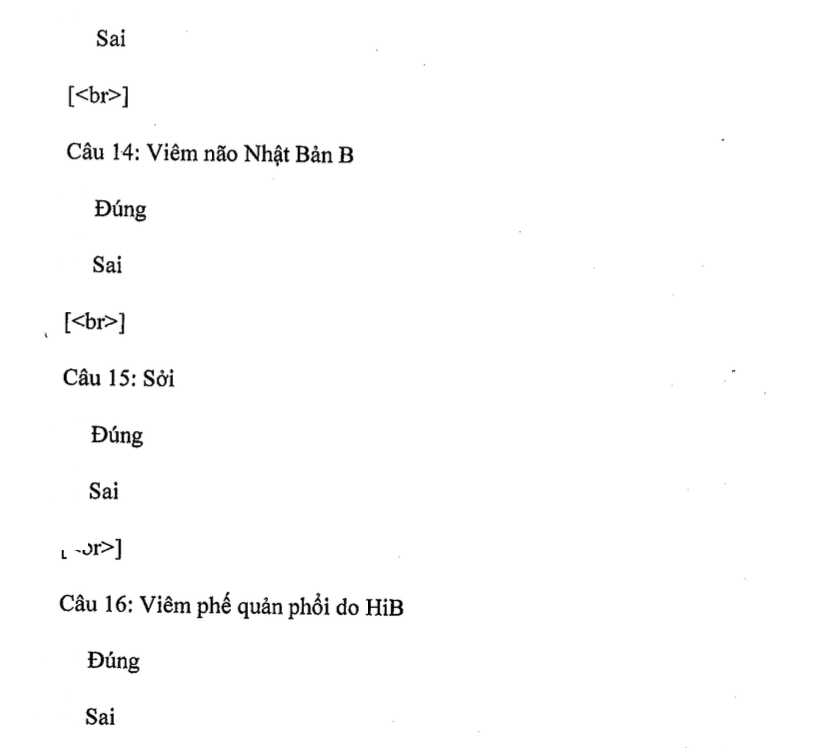 Sai
[<br>]
Câu 14: Viêm não Nhật Bản B
Đúng
Sai
[<br>]
Câu 15: Sởi
Đúng
Sai
r>]
Câu 16: Viêm phế quản phổi do HiB
Đúng
Sai